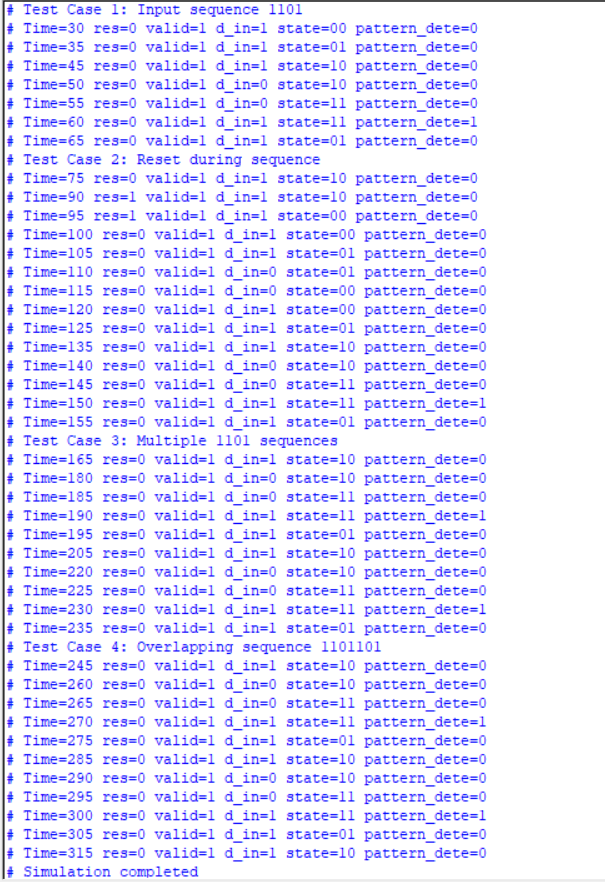 # Test Case 1: Input sequence 1101
# Time=30 res=0 valid=1 d_in=1 state=00 pattern_dete=0
# Time=35 res=0 valid=1 d_in=1 state=01 pattern_dete=0
# Time=45 res=0 valid=1 d_in=1 state=10 pattern_dete=0
# Time=50 res=0 valid=1 d_in=0 state=10 pattern_dete=0
# Time=55 res=0 valid=1 d_in=0 state=11 pattern_dete=0
# Time=60 res=0 valid=1 d_in=1 state=11 pattern_dete=1
# Time=65 res=0 valid=1 d_in=1 state=01 pattern_dete=0
# Test Case 2: Reset during sequence
# Time=75 res=0 valid=1 d_in=1 state=10 pattern_dete=0
# Time=90 res=1 valid=1 d_in=1 state=10 pattern_dete=0
# Time=95 res=1 valid=1 d_in=1 state=00 pattern_dete=0
# Time=100 res=0 valid=1 d_in=1 state=00 pattern_dete=0
# Time=105 res=0 valid=1 d_in=1 state=01 pattern_dete=0
# Time=110 res=0 valid=1 d_in=0 state=01 pattern_dete=0
# Time=115 res=0 valid=1 d_in=0 state=00 pattern_dete=0
# Time=120 res=0 valid=1 d_in=1 state=00 pattern_dete=0
# Time=125 res=0 valid=1 d_in=1 state=01 pattern_dete=0
# Time=135 res=0 valid=1 d_in=1 state=10 pattern_dete=0
# Time=140 res=0 valid=1 d_in=0 state=10 pattern_dete=0
# Time=145 res=0 valid=1 d_in=0 state=11 pattern_dete=0
# Time=150 res=0 valid=1 d_in=1 state=11 pattern_dete=1
# Time=155 res=0 valid=1 d_in=1 state=01 pattern_dete=0
# Test Case 3: Multiple 1101 sequences
# Time=165 res=0 valid=1 d_in=1 state=10 pattern_dete=0
# Time=180 res=0 valid=1 d_in=0 state=10 pattern_dete=0
# Time=185 res=0 valid=1 d_in=0 state=11 pattern_dete=0
# Time=190 res=0 valid=1 d_in=1 state=11 pattern_dete=1
# Time=195 res=0 valid=1 d_in=1 state=01 pattern_dete=0
# Time=205 res=0 valid=1 d_in=1 state=10 pattern_dete=0
# Time=220 res=0 valid=1 d_in=0 state=10 pattern_dete=0
# Time=225 res=0 valid=1 d_in=0 state=11 pattern_dete=0
# Time=230 res=0 valid=1 d_in=1 state=11 pattern_dete=1
# Time=235 res=0 valid=1 d_in=1 state=01 pattern_dete=0
# Test Case 4: Overlapping sequence 1101101
# Time=245 res=0 valid=1 d_in=1 state=10 pattern_dete=0
# Time=260 res=0 valid=1 d_in=0 state=10 pattern_dete=0
# Time=265 res=0 valid=1 d_in=0 state=11 pattern_dete=0
# Time=270 res=0 valid=1 d_in=1 state=11 pattern_dete=1
# Time=275 res=0 valid=1 d_in=1 state=01 pattern_dete=0
# Time=285 res=0 valid=1 d_in=1 state=10 pattern_dete=0
# Time=290 res=0 valid=1 d_in=0 state=10 pattern_dete=0
# Time=295 res=0 valid=1 d_in=0 state=11 pattern_dete=0
# Time=300 res=0 valid=1 d_in=1 state=11 pattern_dete=1
# Time=305 res=0 valid=1 d_in=1 state=01 pattern_dete=0
# Time=315 res=0 valid=1 d_in=1 state=10 pattern_dete=0
# Simulation completed